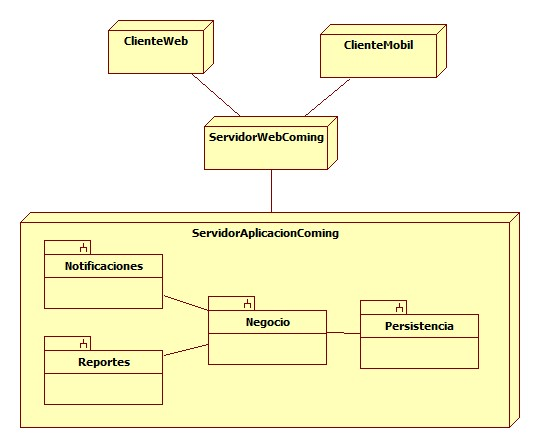 ClienteWeb
ClienteMobil
ServidorWebComing
ServidorAplicacionComing
Notificaciones
Negocio
Persistencia
Reportes